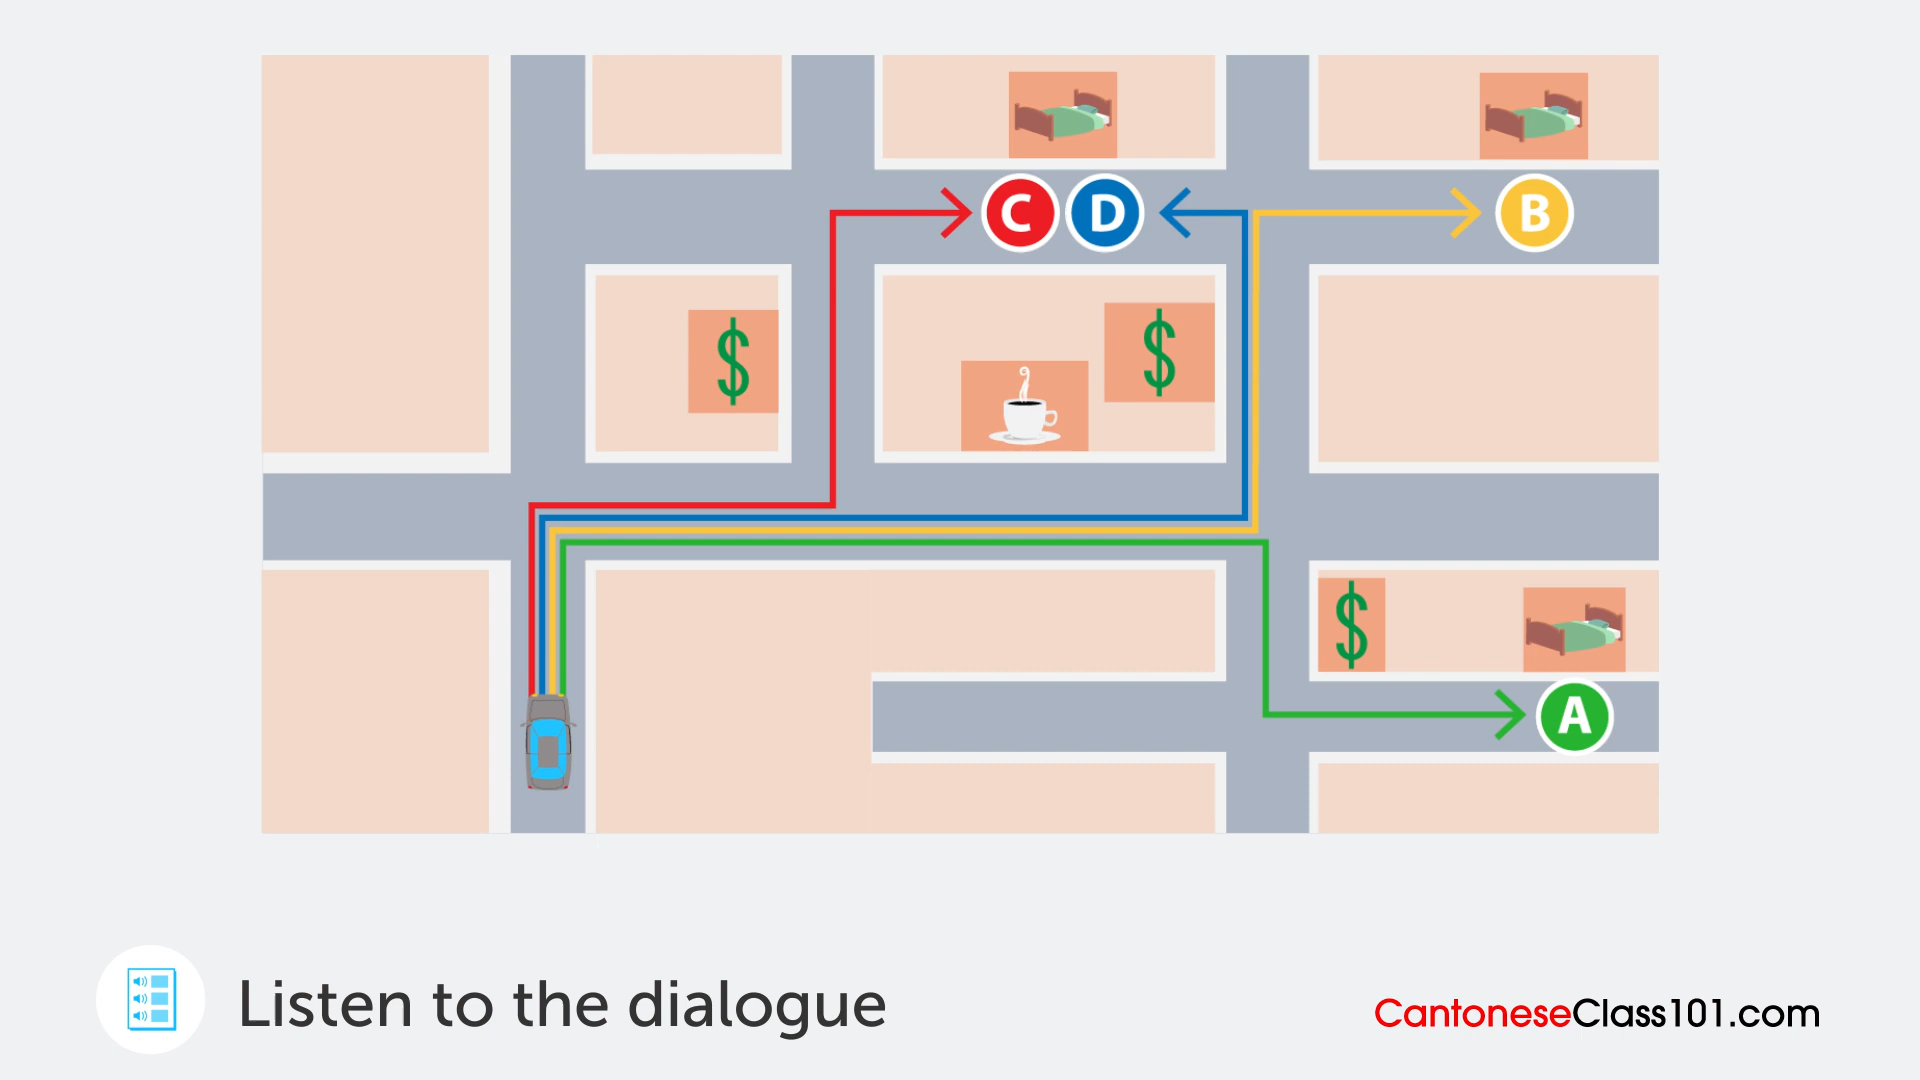 C D B
$ $
$
A
Listen to the dialogue
CantoneseClass101.com